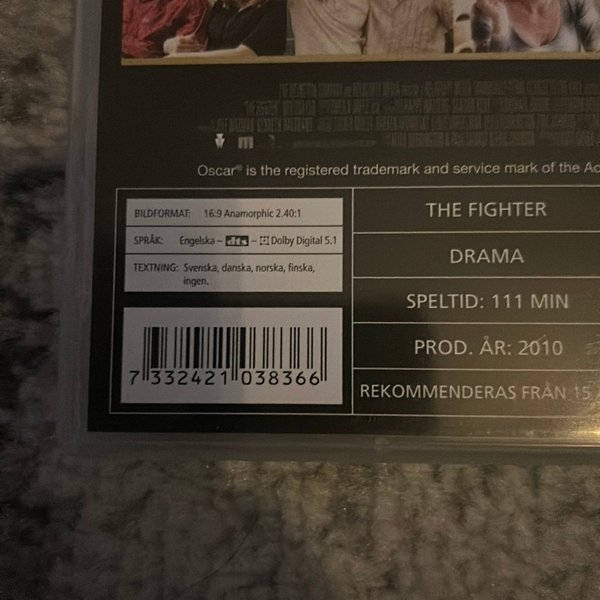 Oscar® is the registered trademark and service mark of the
BILDFORMAT: 16:9 Anamorphic 2.40:1
SPRÅK: Engelska – dts – Dolby Digital 5.1
TEXTNING: Svenska, danska, norska, finska,
ingen.
7 332421 038366
THE FIGHTER
DRAMA
SPELTID: 111 MIN
PROD. ÅR: 2010
REKOMMENDERAS FRÅN 15